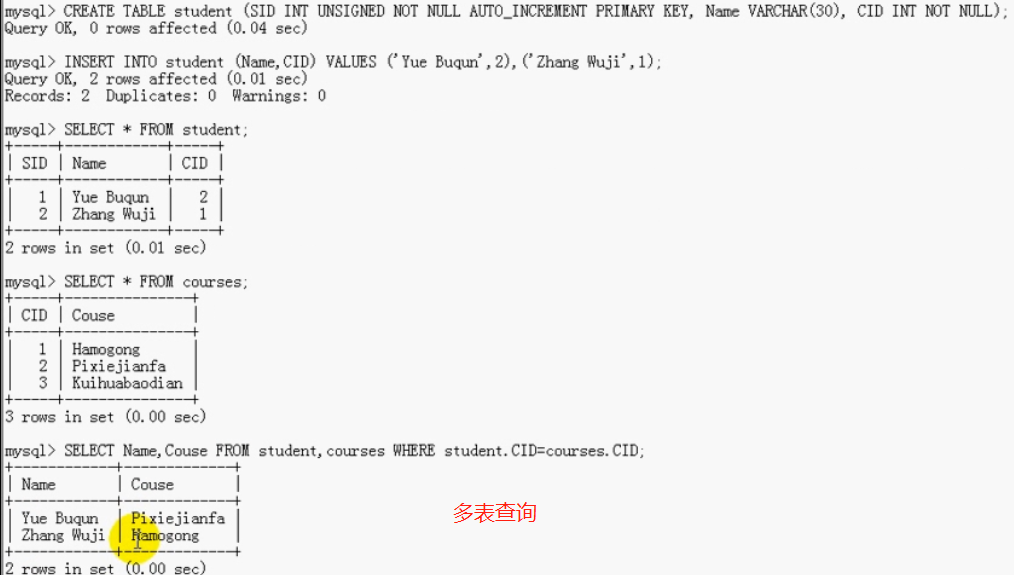 mysql> CREATE TABLE student (SID INT UNSIGNED NOT NULL AUTO_INCREMENT PRIMARY KEY, Name VARCHAR(30), CID INT NOT NULL);
Query OK, 0 rows affected (0.04 sec)
mysql> INSERT INTO student (Name,CID) VALUES ('Yue Buqun',2),('Zhang Wuji',1);
Query OK, 2 rows affected (0.01 sec)
Records: 2  Duplicates: 0  Warnings: 0
mysql> SELECT * FROM student;
+-----+------------+-----+
| SID | Name       | CID |
+-----+------------+-----+
|   1 | Yue Buqun  |   2 |
|   2 | Zhang Wuji |   1 |
+-----+------------+-----+
2 rows in set (0.01 sec)
mysql> SELECT * FROM courses;
+-----+---------------+
| CID | Couse         |
+-----+---------------+
|   1 | Hamogong      |
|   2 | Pixiejianfa   |
|   3 | Kuihuabaodian |
+-----+---------------+
3 rows in set (0.00 sec)
mysql> SELECT Name,Couse FROM student,courses WHERE student.CID=courses.CID;
+------------+-------------+
| Name       | Couse       |
+------------+-------------+
| Yue Buqun  | Pixiejianfa |
| Zhang Wuji | Hamogong    |
+------------+-------------+
2 rows in set (0.00 sec)
多表查询